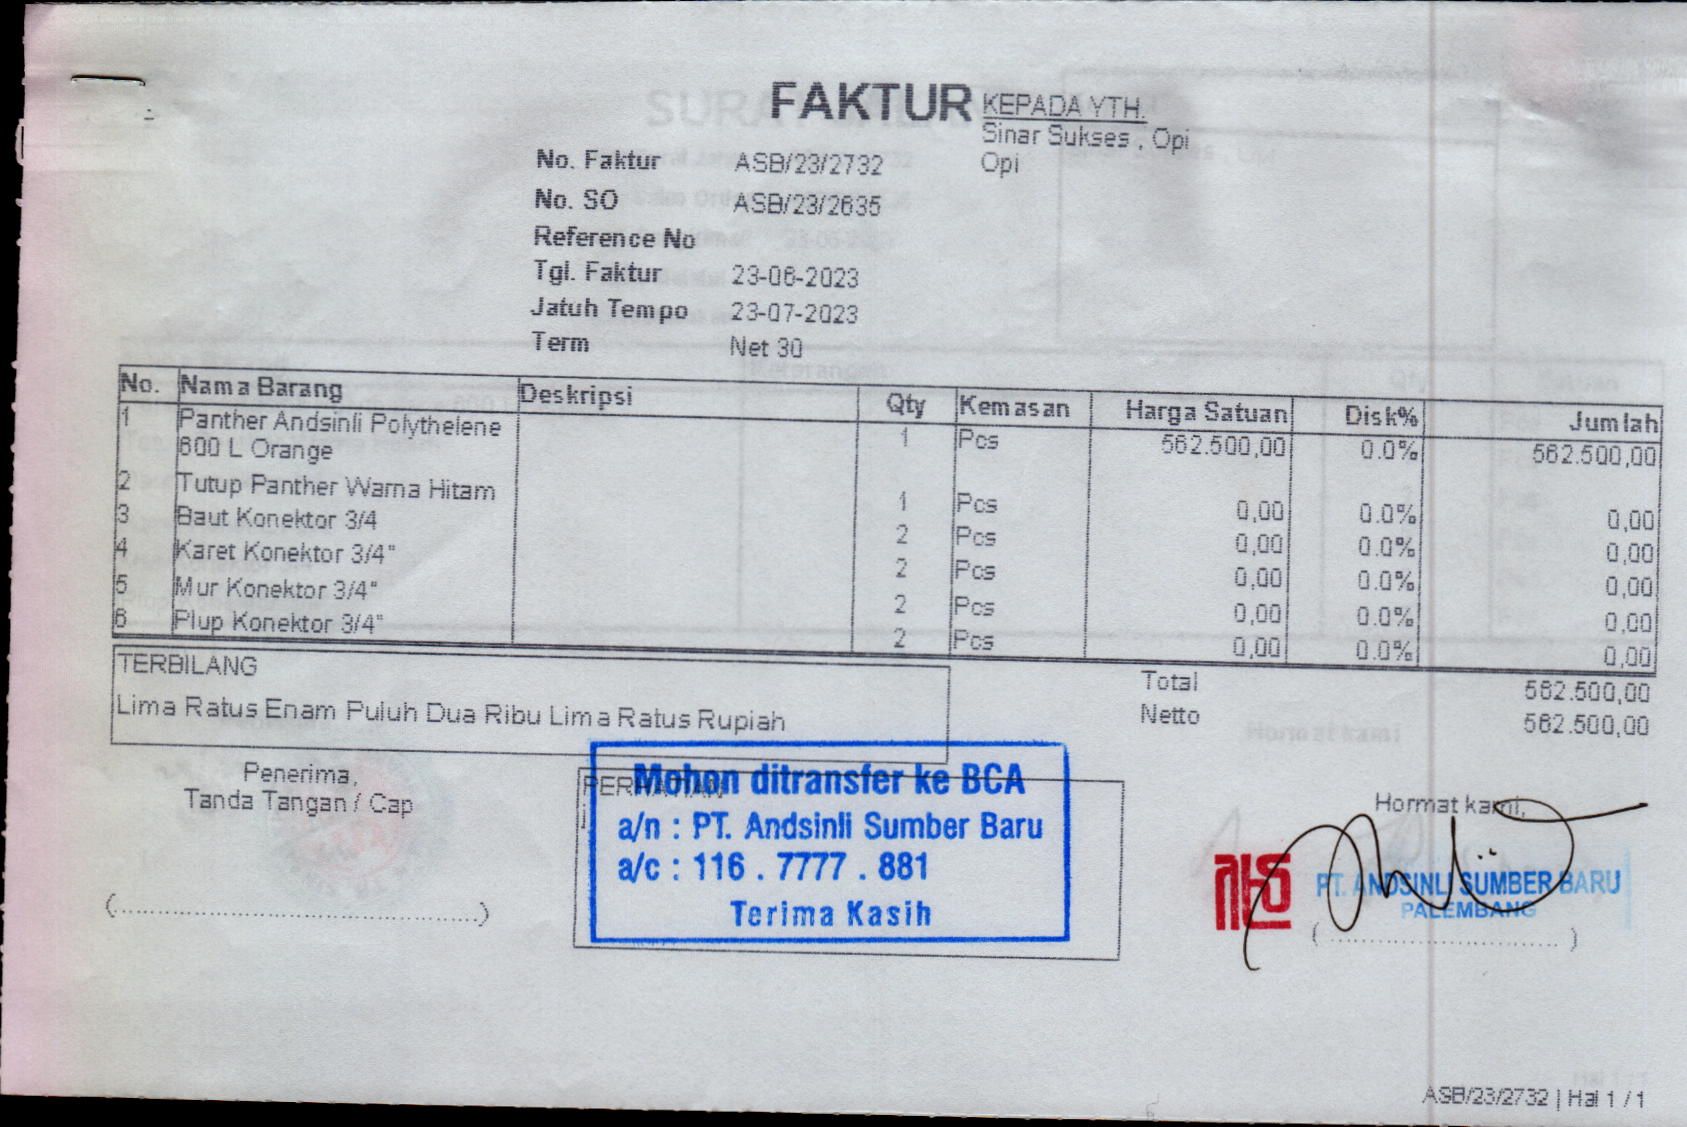 FAKTUR
KEPADA YTH.
Sinar Sukses , Opi
Opi
No. Faktur ASB/23/2732
No. SO ASB/23/2635
Reference No
Tgl. Faktur 23-06-2023
Jatuh Tempo 23-07-2023
Term Net 30
No. Nama Barang Deskripsi Qty Kemasan Harga Satuan Disk% Jumlah
1 Panther Andsinli Polythelene 1 Pcs 562.500,00 0.0% 562.500,00
600 L Orange
2 Tutup Panther Warna Hitam 1 Pcs 0,00 0.0% 0,00
3 Baut Konektor 3/4 2 Pcs 0,00 0.0% 0,00
4 Karet Konektor 3/4" 2 Pcs 0,00 0.0% 0,00
5 Mur Konektor 3/4" 2 Pcs 0,00 0.0% 0,00
6 Plup Konektor 3/4" 2 Pcs 0,00 0.0% 0,00
TERBILANG
Lima Ratus Enam Puluh Dua Ribu Lima Ratus Rupiah
Total 562.500,00
Netto 562.500,00
Penerima,
Tanda Tangan / Cap
(....................................................)
PERHATIAN
Mohon ditransfer ke BCA
a/n : PT. Andsinli Sumber Baru
a/c : 116 . 7777 . 881
Terima Kasih
Hormat kami,
PT. ANDSINLI SUMBER BARU
PALEMBANG
( ................................ )
ASB/23/2732 | Hal 1 / 1